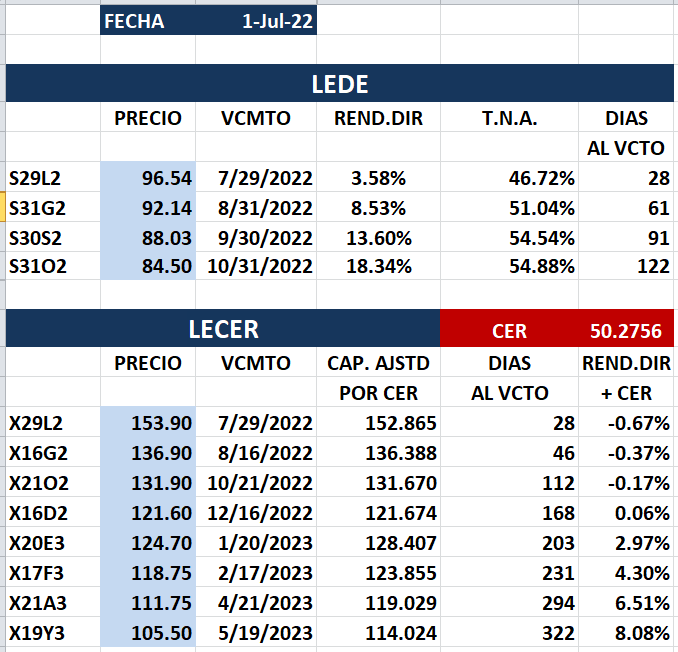 FECHA 1-Jul-22
LEDE
PRECIO VCMTO REND.DIR T.N.A. DIAS
AL VCTO
S29L2 96.54 7/29/2022 3.58% 46.72% 28
S31G2 92.14 8/31/2022 8.53% 51.04% 61
S30S2 88.03 9/30/2022 13.60% 54.54% 91
S31O2 84.50 10/31/2022 18.34% 54.88% 122
LECER CER 50.2756
PRECIO VCMTO CAP. AJSTD DIAS REND.DIR
POR CER AL VCTO + CER
X29L2 153.90 7/29/2022 152.865 28 -0.67%
X16G2 136.90 8/16/2022 136.388 46 -0.37%
X21O2 131.90 10/21/2022 131.670 112 -0.17%
X16D2 121.60 12/16/2022 121.674 168 0.06%
X20E3 124.70 1/20/2023 128.407 203 2.97%
X17F3 118.75 2/17/2023 123.855 231 4.30%
X21A3 111.75 4/21/2023 119.029 294 6.51%
X19Y3 105.50 5/19/2023 114.024 322 8.08%